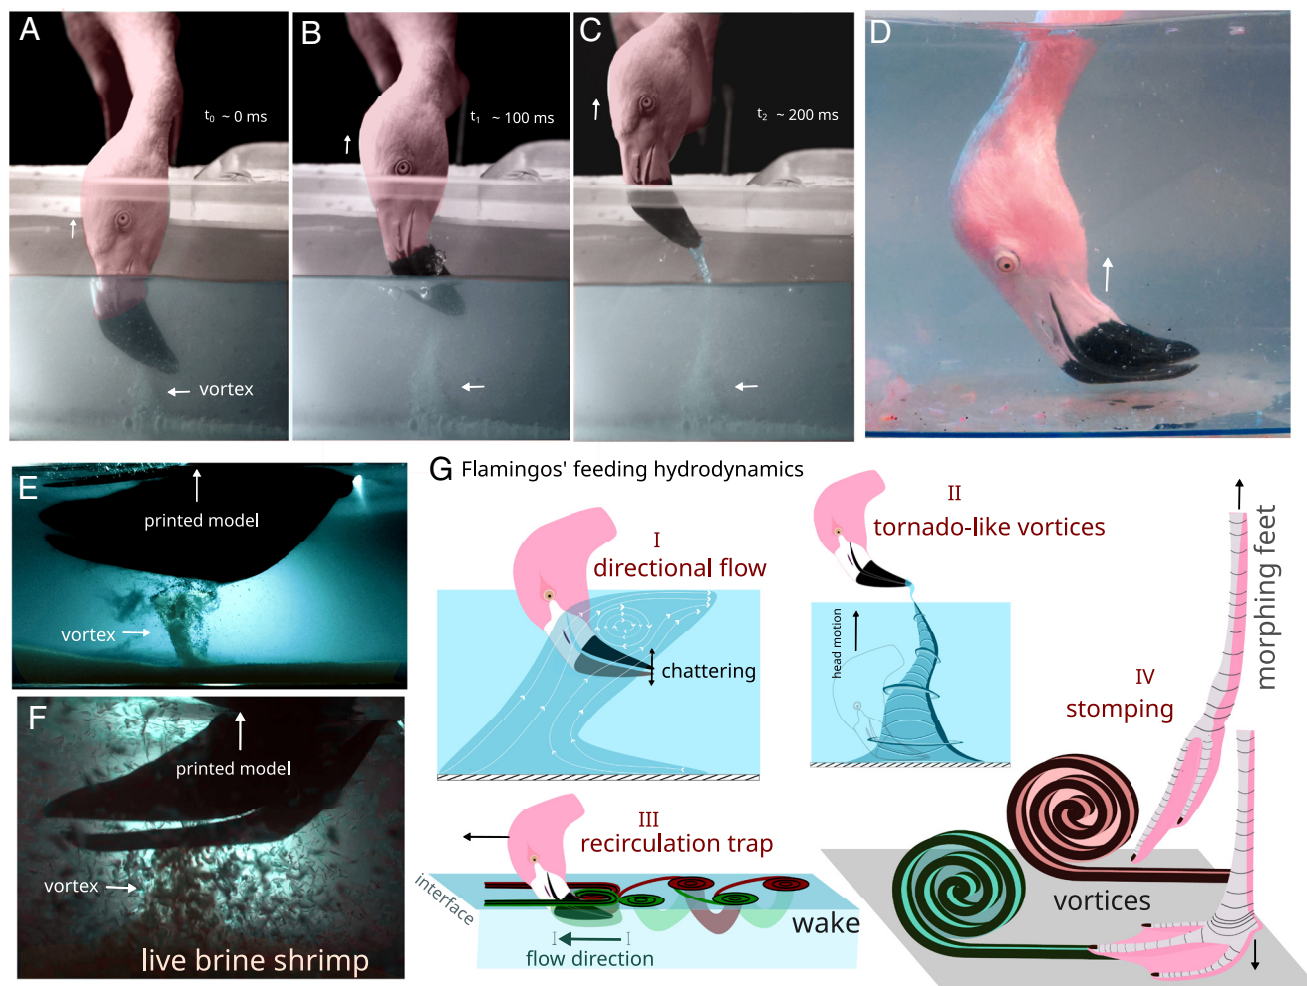 A
t0 ~ 0 ms
vortex
B
t1 ~ 100 ms
C
t2 ~ 200 ms
D
E
printed model
vortex
F
printed model
vortex
live brine shrimp
G Flamingos' feeding hydrodynamics
I
directional flow
chattering
II
tornado-like vortices
head motion
III
recirculation trap
interface
wake
flow direction
IV
stomping
morphing feet
vortices